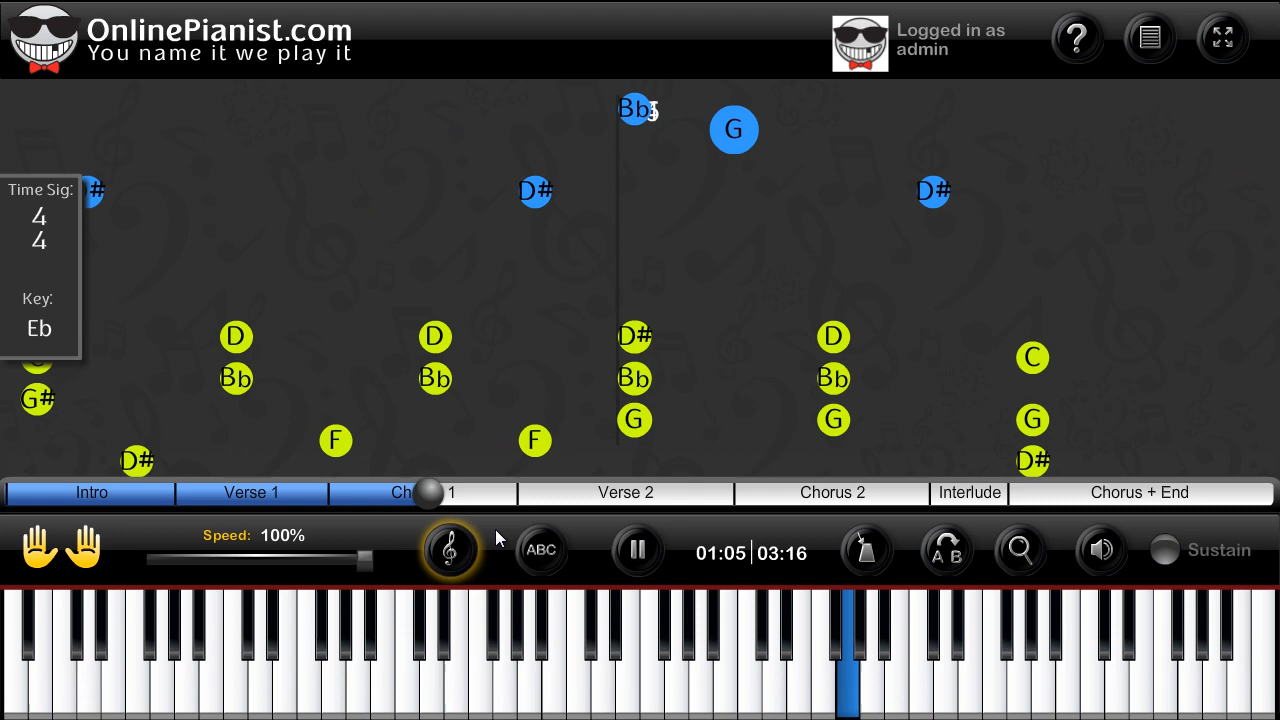 OnlinePianist.com
You name it we play it
Logged in as
admin
?
Bb
G
D# D# D#
Time Sig:
4
4
Key:
Eb
D D D# D C
Bb Bb Bb Bb
G# G G G
F F
D# D#
Intro Verse 1 1 Verse 2 Chorus 2 Interlude Chorus + End
Speed: 100%
ABC
01:05 03:16
A B
Sustain